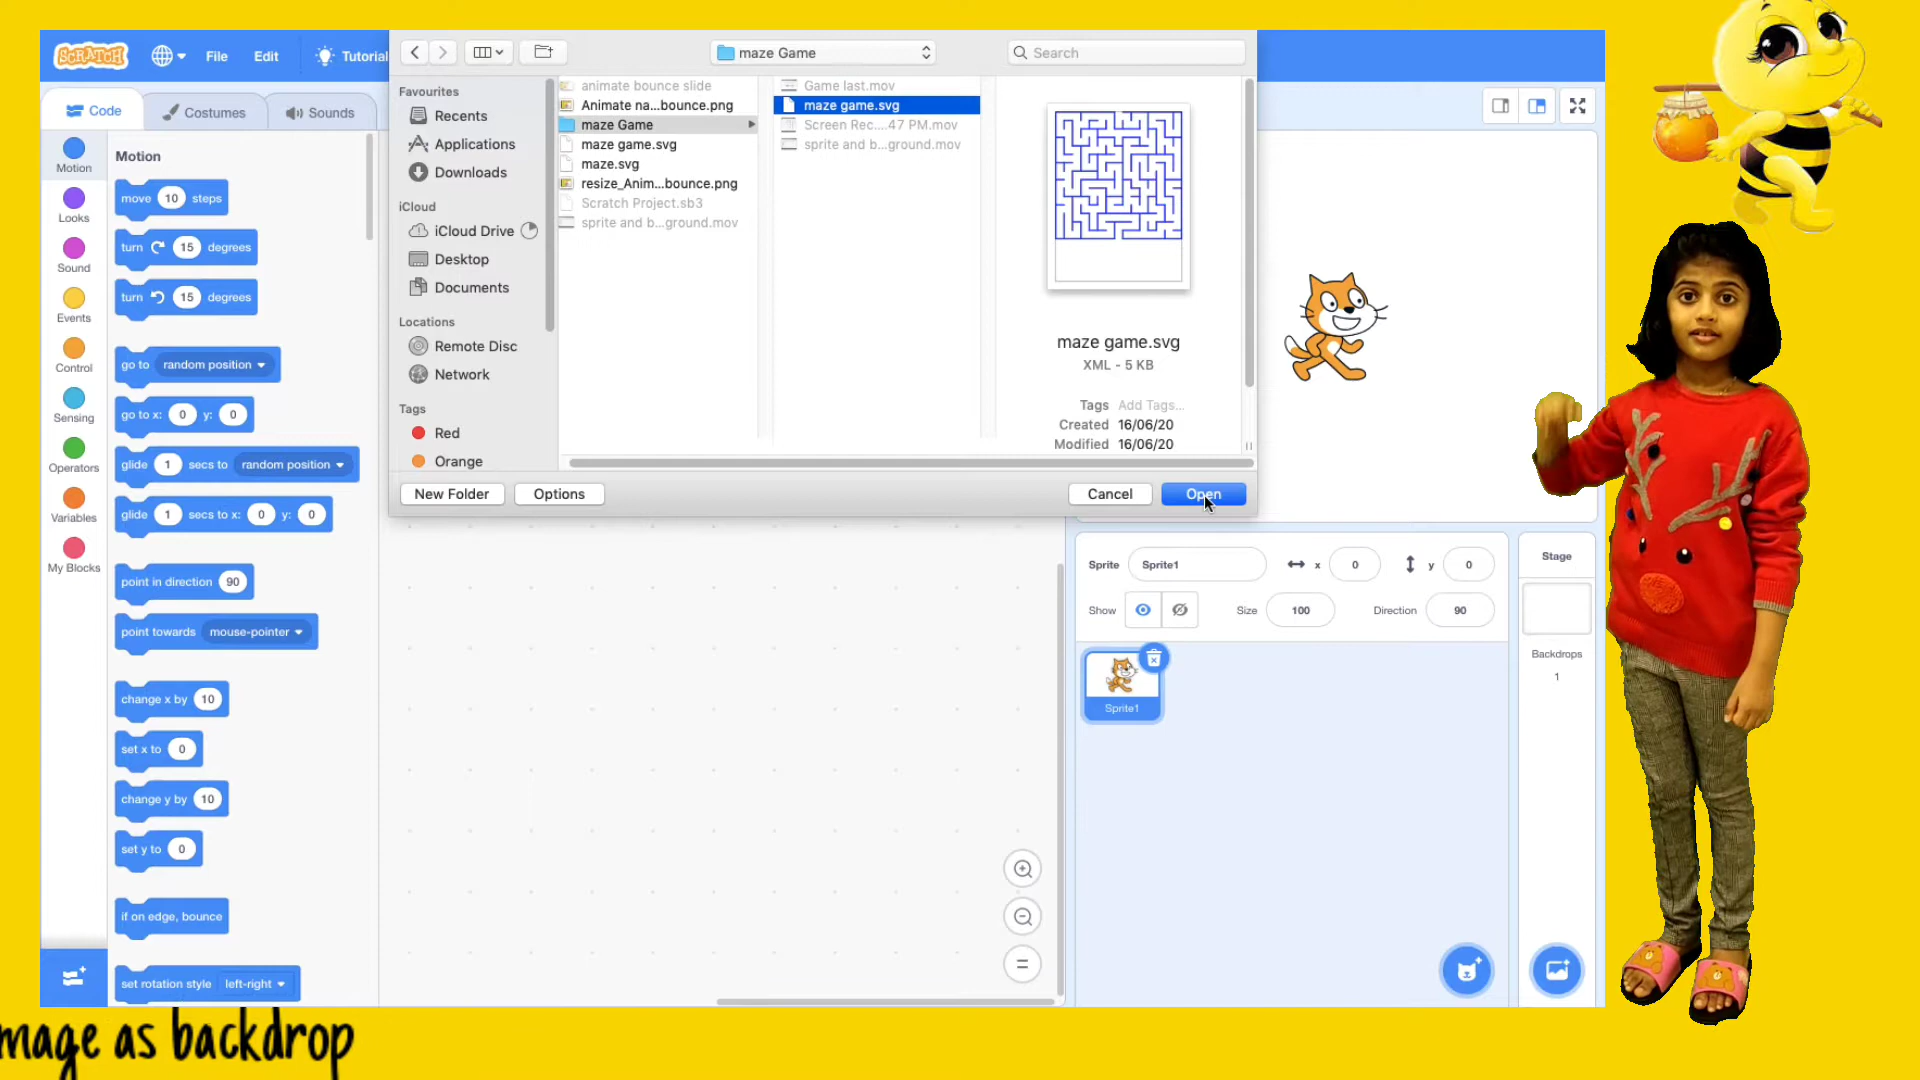 SCRATCH
File
Edit
Tutorial
maze Game
Search
Code
Costumes
Sounds
Motion
Looks
Sound
Events
Control
Sensing
Operators
Variables
My Blocks
Motion
move 10 steps
turn 15 degrees
turn 15 degrees
go to random position
go to x: 0 y: 0
glide 1 secs to random position
glide 1 secs to x: 0 y: 0
point in direction 90
point towards mouse-pointer
change x by 10
set x to 0
change y by 10
set y to 0
if on edge, bounce
set rotation style left-right
Favourites
Recents
Applications
Downloads
iCloud
iCloud Drive
Desktop
Documents
Locations
Remote Disc
Network
Tags
Red
Orange
animate bounce slide
Animate na...bounce.png
maze Game
maze game.svg
maze.svg
resize_Anim...bounce.png
Scratch Project.sb3
sprite and b...ground.mov
Game last.mov
maze game.svg
Screen Rec....47 PM.mov
sprite and b...ground.mov
maze game.svg
XML - 5 KB
Tags Add Tags...
Created 16/06/20
Modified 16/06/20
New Folder
Options
Cancel
Open
Sprite Sprite1 x 0 y 0
Show Size 100 Direction 90
Sprite1
Stage
Backdrops
1
mage as backdrop